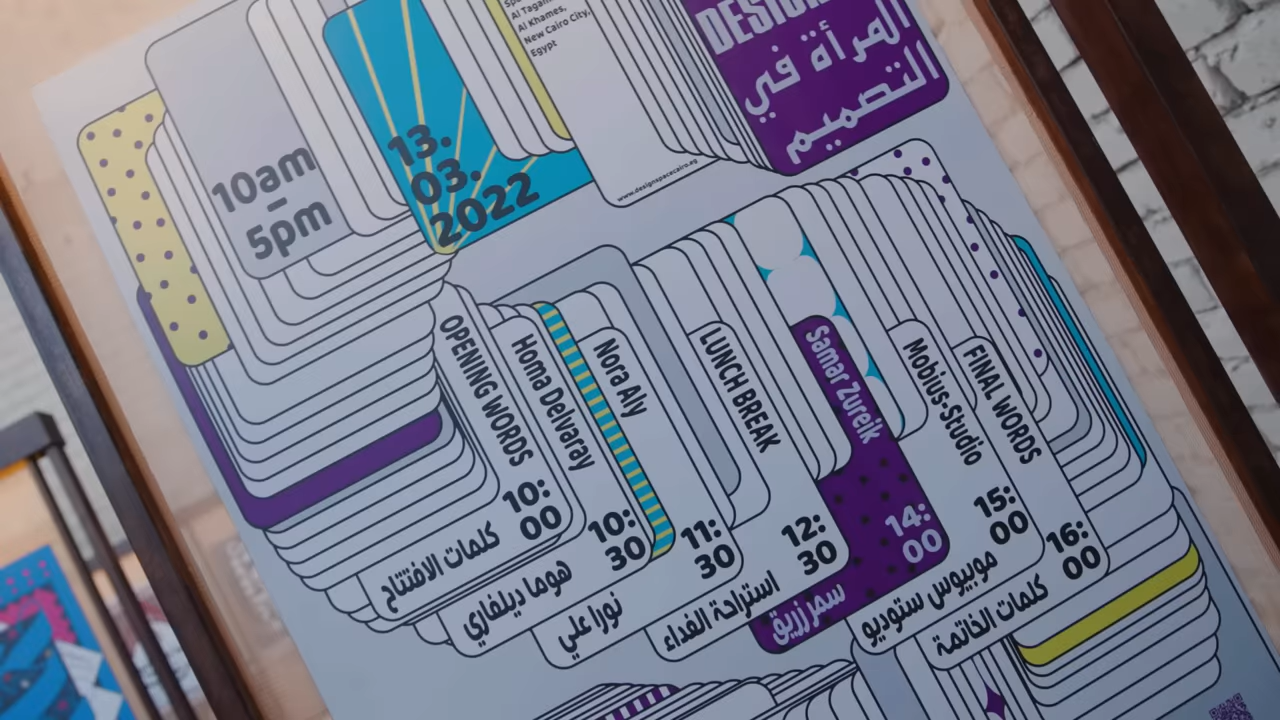 Al Tagamo
Al Khames,
New Cairo City,
Egypt
www.designspacecairo.eg
DESIGN
المرأة في
التصميم
10am
–
5pm
13.
03.
2022
OPENING WORDS
10:
00
كلمات الافتتاح
Homa Delvaray
10:
30
هوما ديلفاري
Nora Aly
11:
30
نورا علي
LUNCH BREAK
12:
30
استراحة الغداء
Samar Zureik
14:
00
سمر زريق
Mobius-Studio
15:
00
موبيوس ستوديو
FINAL WORDS
16:
00
كلمات الخاتمة